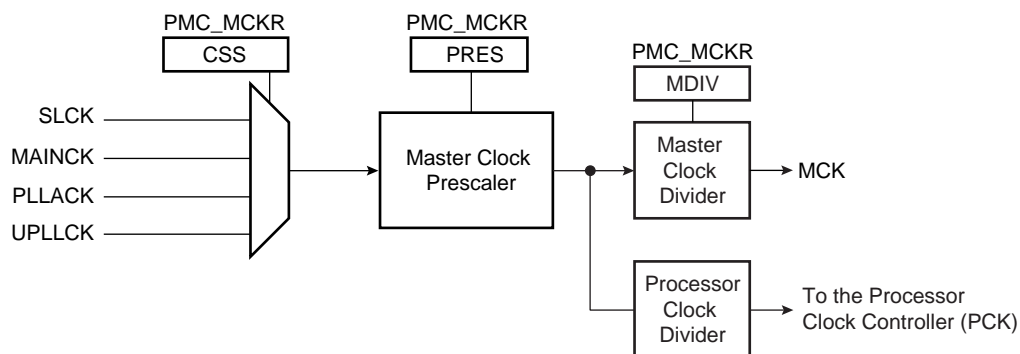 PMC_MCKR
CSS
PMC_MCKR
PRES
PMC_MCKR
MDIV
SLCK
MAINCK
PLLACK
UPLLCK
Master Clock
Prescaler
Master
Clock
Divider
MCK
Processor
Clock
Divider
To the Processor
Clock Controller (PCK)